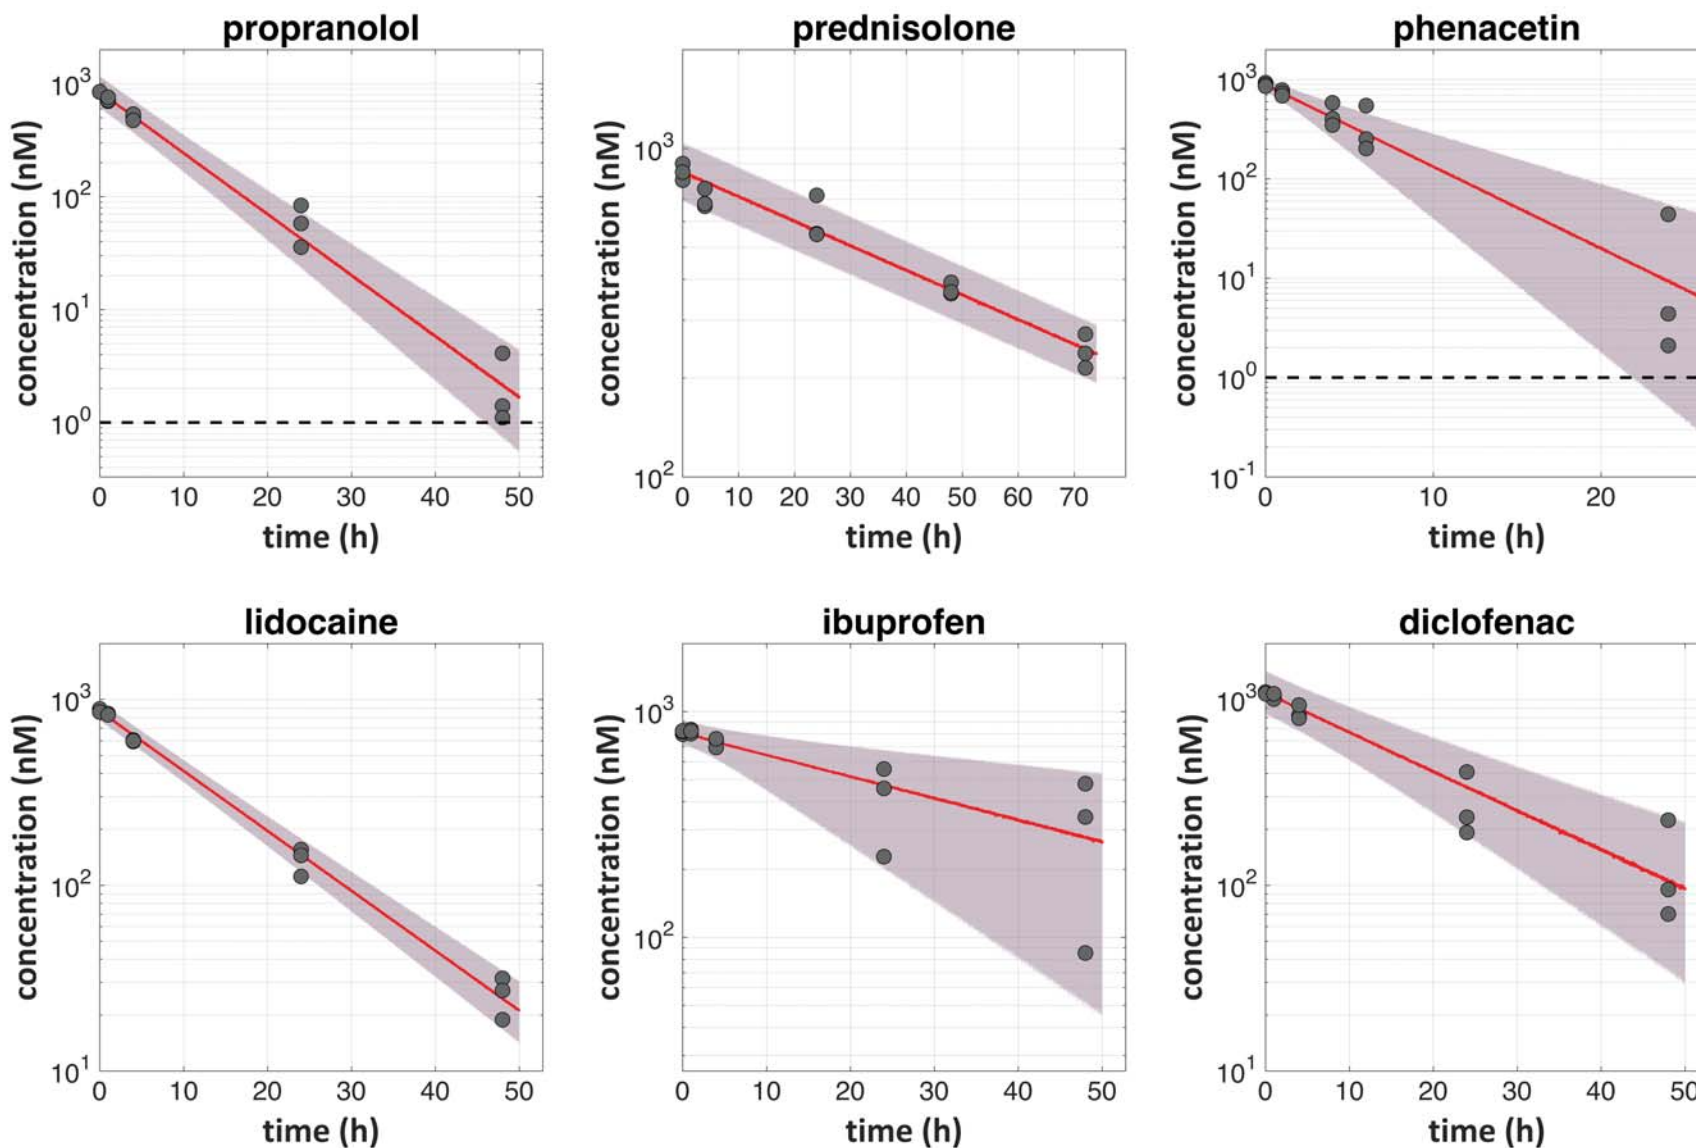 propranolol
concentration (nM)
10^3
10^2
10^1
10^0
0 10 20 30 40 50
time (h)
prednisolone
concentration (nM)
10^3
10^2
0 10 20 30 40 50 60 70
time (h)
phenacetin
concentration (nM)
10^3
10^2
10^1
10^0
10^-1
0 10 20
time (h)
lidocaine
concentration (nM)
10^3
10^2
10^1
0 10 20 30 40 50
time (h)
ibuprofen
concentration (nM)
10^3
10^2
0 10 20 30 40 50
time (h)
diclofenac
concentration (nM)
10^3
10^2
10^1
0 10 20 30 40 50
time (h)